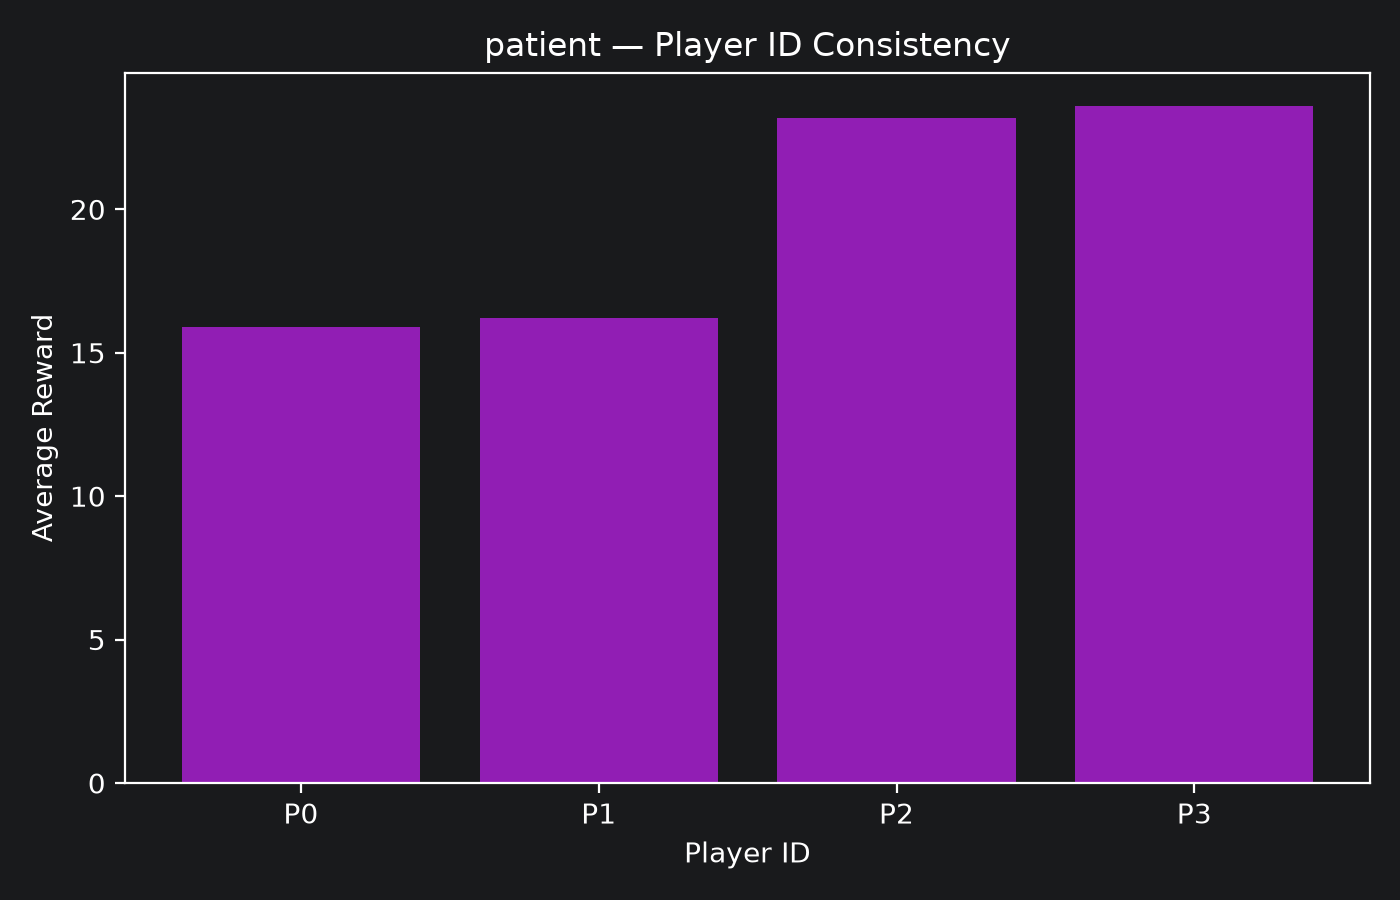 patient — Player ID Consistency
Average Reward
20
15
10
5
0
P0 P1 P2 P3
Player ID